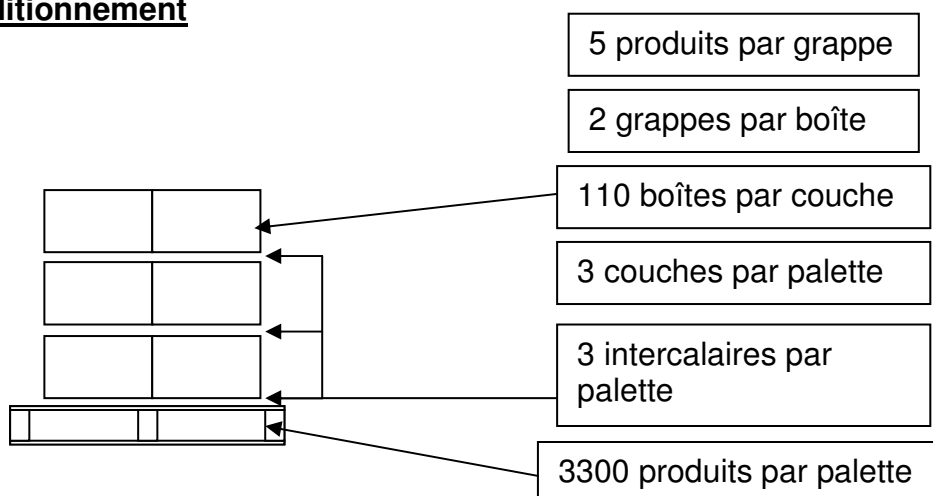 ditionnement
5 produits par grappe
2 grappes par boîte
110 boîtes par couche
3 couches par palette
3 intercalaires par
palette
3300 produits par palette